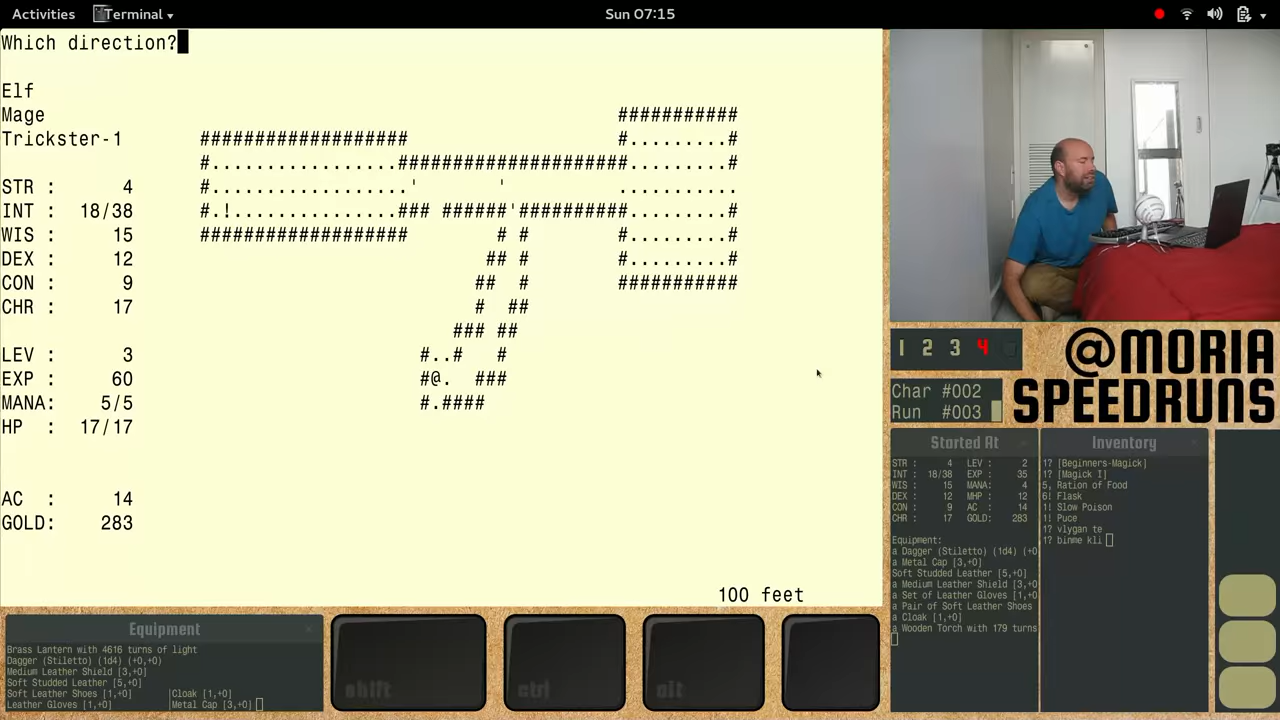 Activities
Terminal
Sun 07:15
Which direction?
Elf
Mage
Trickster-1
STR : 4
INT : 18/38
WIS : 15
DEX : 12
CON : 9
CHR : 17
LEV : 3
EXP : 60
MANA: 5/5
HP : 17/17
AC : 14
GOLD: 283
###########
################### #.........#
#.................#####################.........#
#..................' ' ...........
#.!...............### ######'##########.........#
################### # # #.........#
## # #.........#
## # ###########
# ##
### ##
#..# #
#@. ###
#.####
100 feet
1 2 3 4
Char #002
Run #003
@MORIA
SPEEDRUNS
Started At
STR : 4 LEV : 2
INT : 18/38 EXP : 35
WIS : 15 MANA: 4
DEX : 12 MHP : 12
CON : 9 AC : 14
CHR : 17 GOLD: 283
Equipment:
a Dagger (Stiletto) (1d4) (+0
a Metal Cap [3,+0]
Soft Studded Leather [5,+0]
a Medium Leather Shield [3,+0
a Set of Leather Gloves [1,+0
a Pair of Soft Leather Shoes
a Cloak [1,+0]
a Wooden Torch with 179 turns
Inventory
1? [Beginners-Magick]
1? [Magick I]
5, Ration of Food
6! Flask
1! Slow Poison
1! Puce
1? vlygan te
1? binme kli
Equipment
Brass Lantern with 4616 turns of light
Dagger (Stiletto) (1d4) (+0,+0)
Medium Leather Shield [3,+0]
Soft Studded Leather [5,+0]
Soft Leather Shoes [1,+0] |Cloak [1,+0]
Leather Gloves [1,+0] |Metal Cap [3,+0]
shift
ctrl
alt